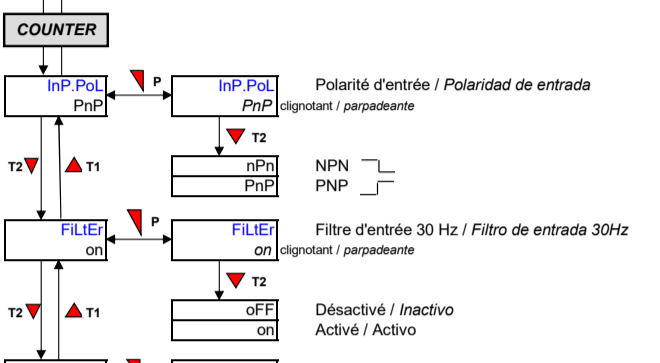 COUNTER
InP.PoL P InP.PoL Polarité d'entrée / Polaridad de entrada
PnP PnP clignotant / parpadeante
T2
T2 T1 nPn NPN
PnP PNP
FiLtEr P FiLtEr Filtre d'entrée 30 Hz / Filtro de entrada 30Hz
on on clignotant / parpadeante
T2
T2 T1 oFF Désactivé / Inactivo
on Activé / Activo